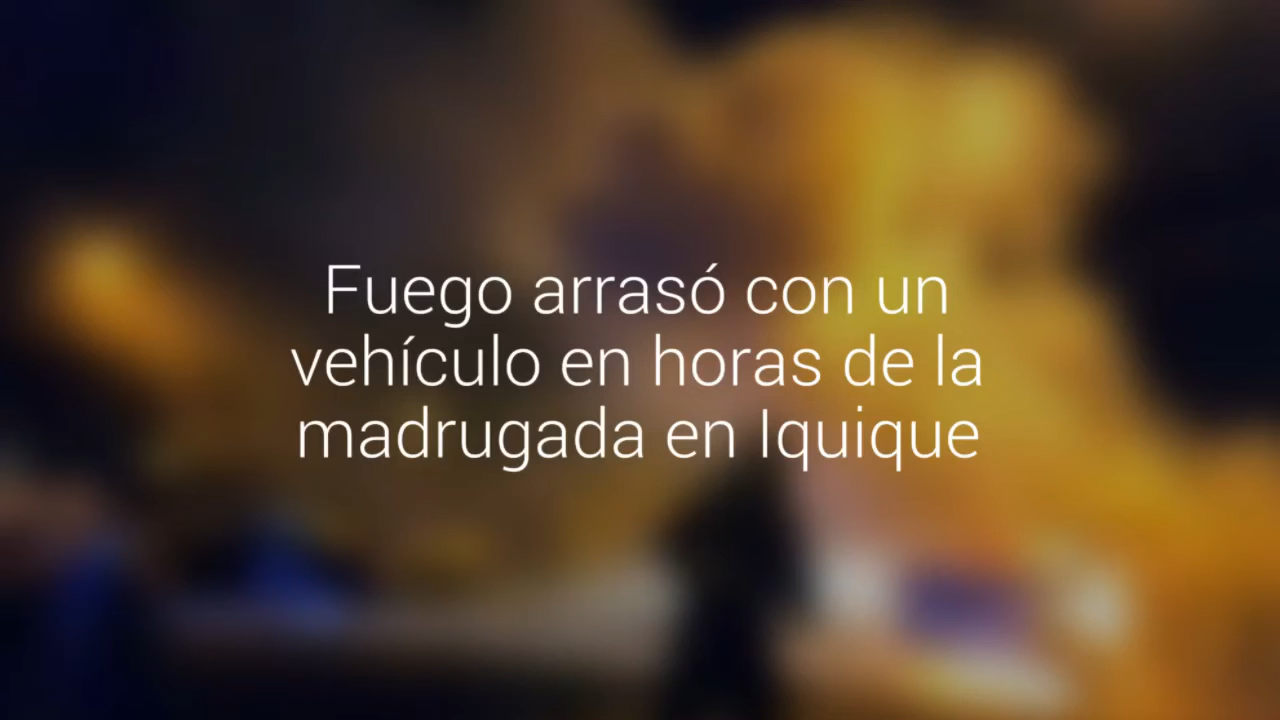 Fuego arrasó con un
vehículo en horas de la
madrugada en Iquique